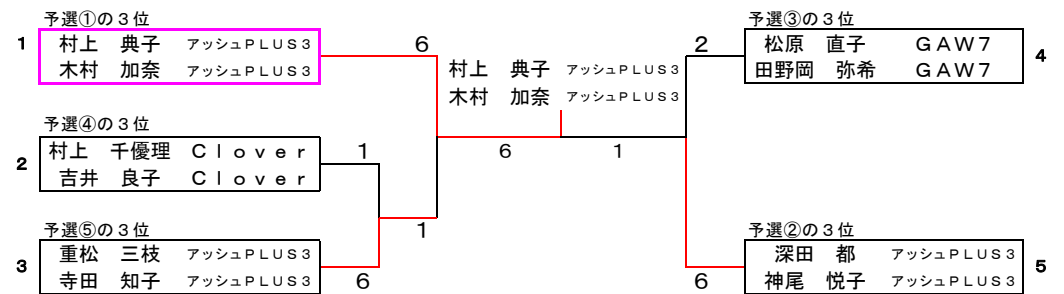 予選①の３位
1
村上　典子　アッシュＰＬＵＳ３
木村　加奈　アッシュＰＬＵＳ３
6
予選④の３位
2
村上　千優理　Ｃｌｏｖｅｒ
吉井　良子　Ｃｌｏｖｅｒ
1
予選⑤の３位
3
重松　三枝　アッシュＰＬＵＳ３
寺田　知子　アッシュＰＬＵＳ３
6
1
村上　典子　アッシュＰＬＵＳ３
木村　加奈　アッシュＰＬＵＳ３
6
1
予選③の３位
2
松原　直子　ＧＡＷ７
田野岡　弥希　ＧＡＷ７
4
予選②の３位
深田　都　アッシュＰＬＵＳ３
神尾　悦子　アッシュＰＬＵＳ３
5
6